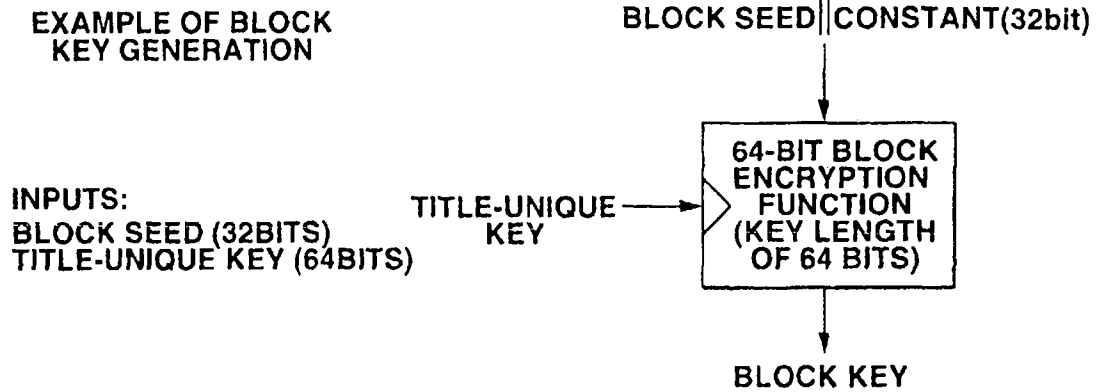 EXAMPLE OF BLOCK
KEY GENERATION
BLOCK SEED||CONSTANT(32bit)
64-BIT BLOCK
ENCRYPTION
FUNCTION
(KEY LENGTH
OF 64 BITS)
INPUTS:
BLOCK SEED (32BITS)
TITLE-UNIQUE KEY (64BITS)
TITLE-UNIQUE
KEY
BLOCK KEY